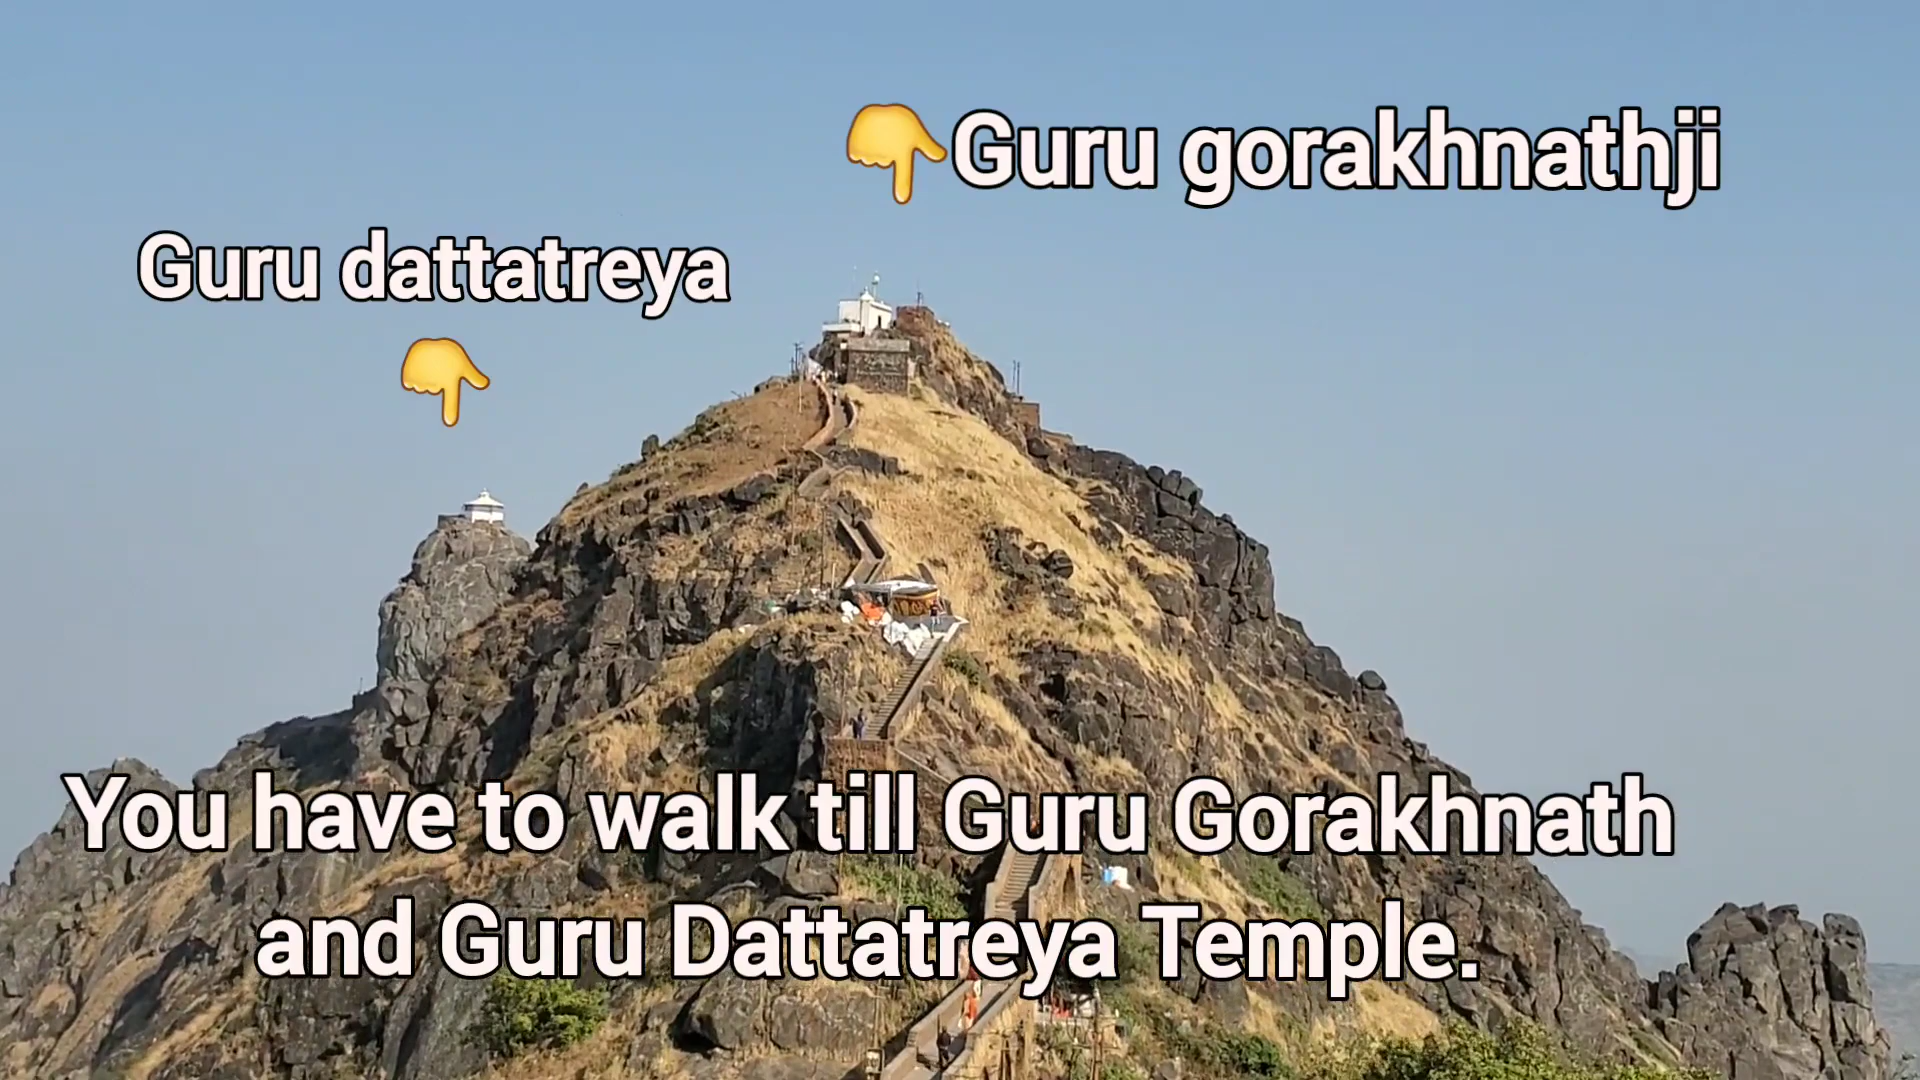 👇Guru gorakhnathji
Guru dattatreya
👇
You have to walk till Guru Gorakhnath
and Guru Dattatreya Temple.